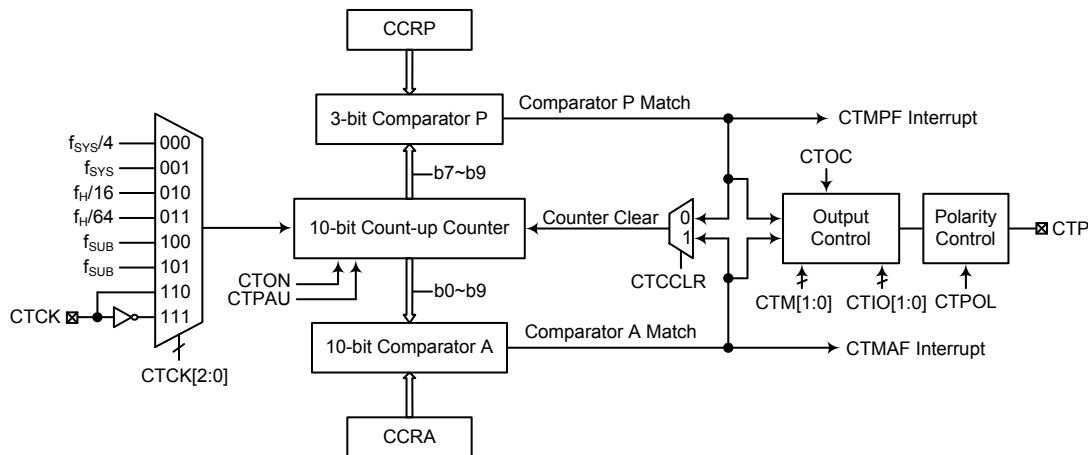 CCRP
3-bit Comparator P
Comparator P Match
CTMPF Interrupt
b7~b9
fSYS/4
fSYS
fH/16
fH/64
fSUB
fSUB
CTCK
000
001
010
011
100
101
110
111
CTCK[2:0]
10-bit Count-up Counter
CTON
CTPAU
Counter Clear
0
1
CTCCLR
CTOC
Output
Control
CTM[1:0]
CTIO[1:0]
Polarity
Control
CTPOL
CTP
b0~b9
10-bit Comparator A
Comparator A Match
CTMAF Interrupt
CCRA